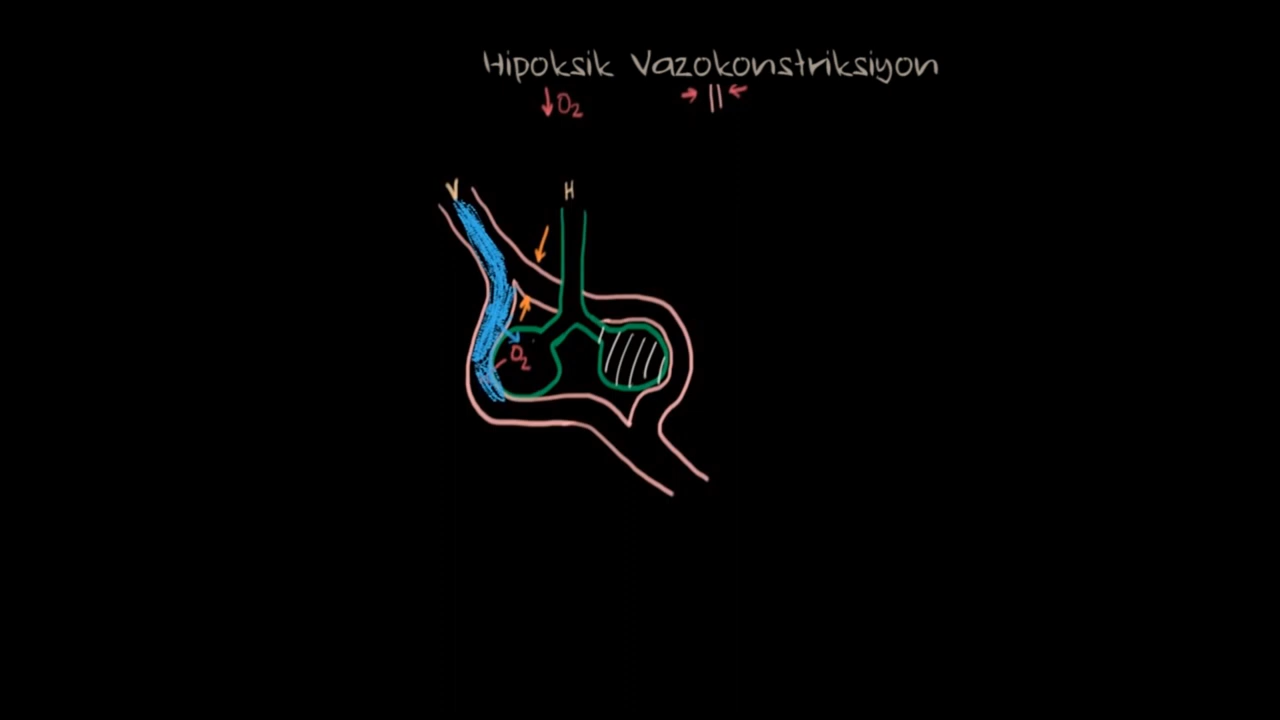 Hipoksik Vazokonstriksiyon
↓O₂ →||←
V H
O₂